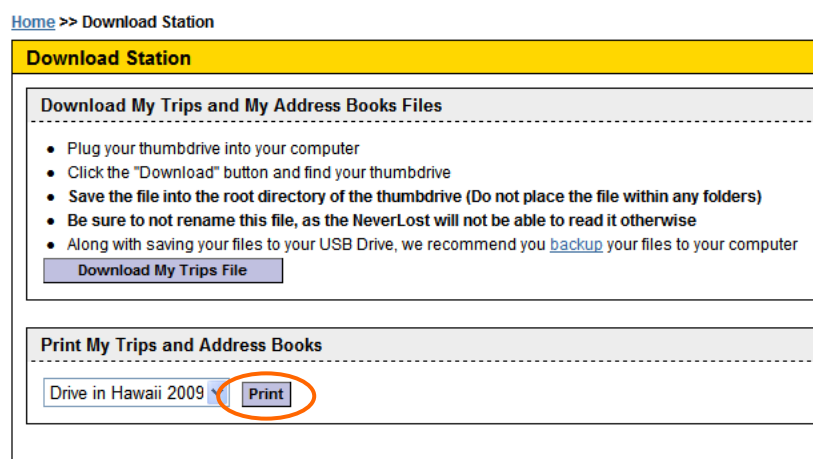 Home >> Download Station
Download Station
Download My Trips and My Address Books Files
• Plug your thumbdrive into your computer
• Click the "Download" button and find your thumbdrive
• Save the file into the root directory of the thumbdrive (Do not place the file within any folders)
• Be sure to not rename this file, as the NeverLost will not be able to read it otherwise
• Along with saving your files to your USB Drive, we recommend you backup your files to your computer
Download My Trips File
Print My Trips and Address Books
Drive in Hawaii 2009 Print